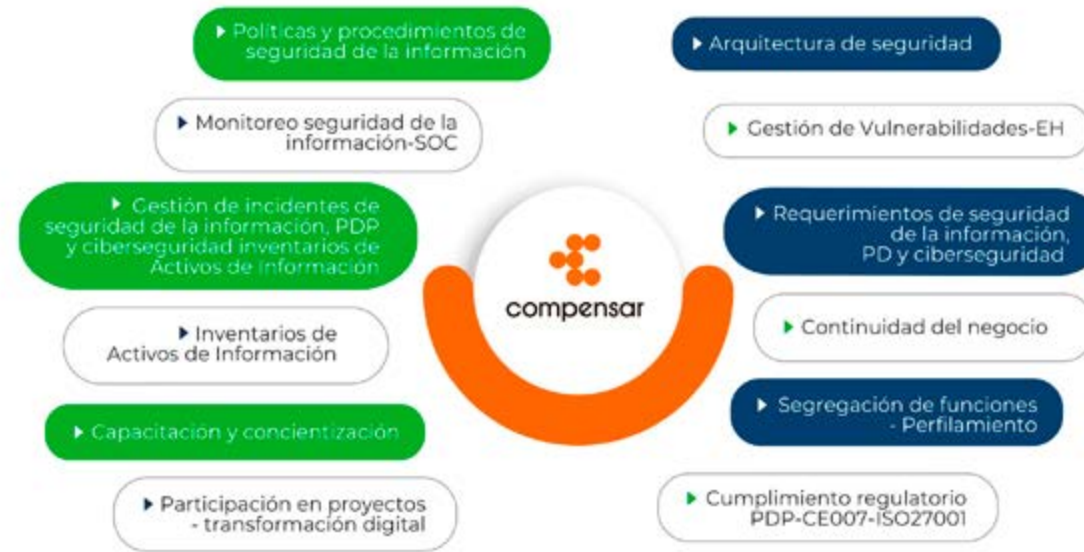 Políticas y procedimientos de
seguridad de la información
Monitoreo seguridad de la
información-SOC
Gestión de incidentes de
seguridad de la información, PDP
y ciberseguridad inventarios de
Activos de Información
Inventarios de
Activos de Información
Capacitación y concientización
Participación en proyectos
- transformación digital
compensar
Arquitectura de seguridad
Gestión de Vulnerabilidades-EH
Requerimientos de seguridad
de la información,
PD y ciberseguridad
Continuidad del negocio
Segregación de funciones
- Perfilamiento
Cumplimiento regulatorio
PDP-CE007-ISO27001